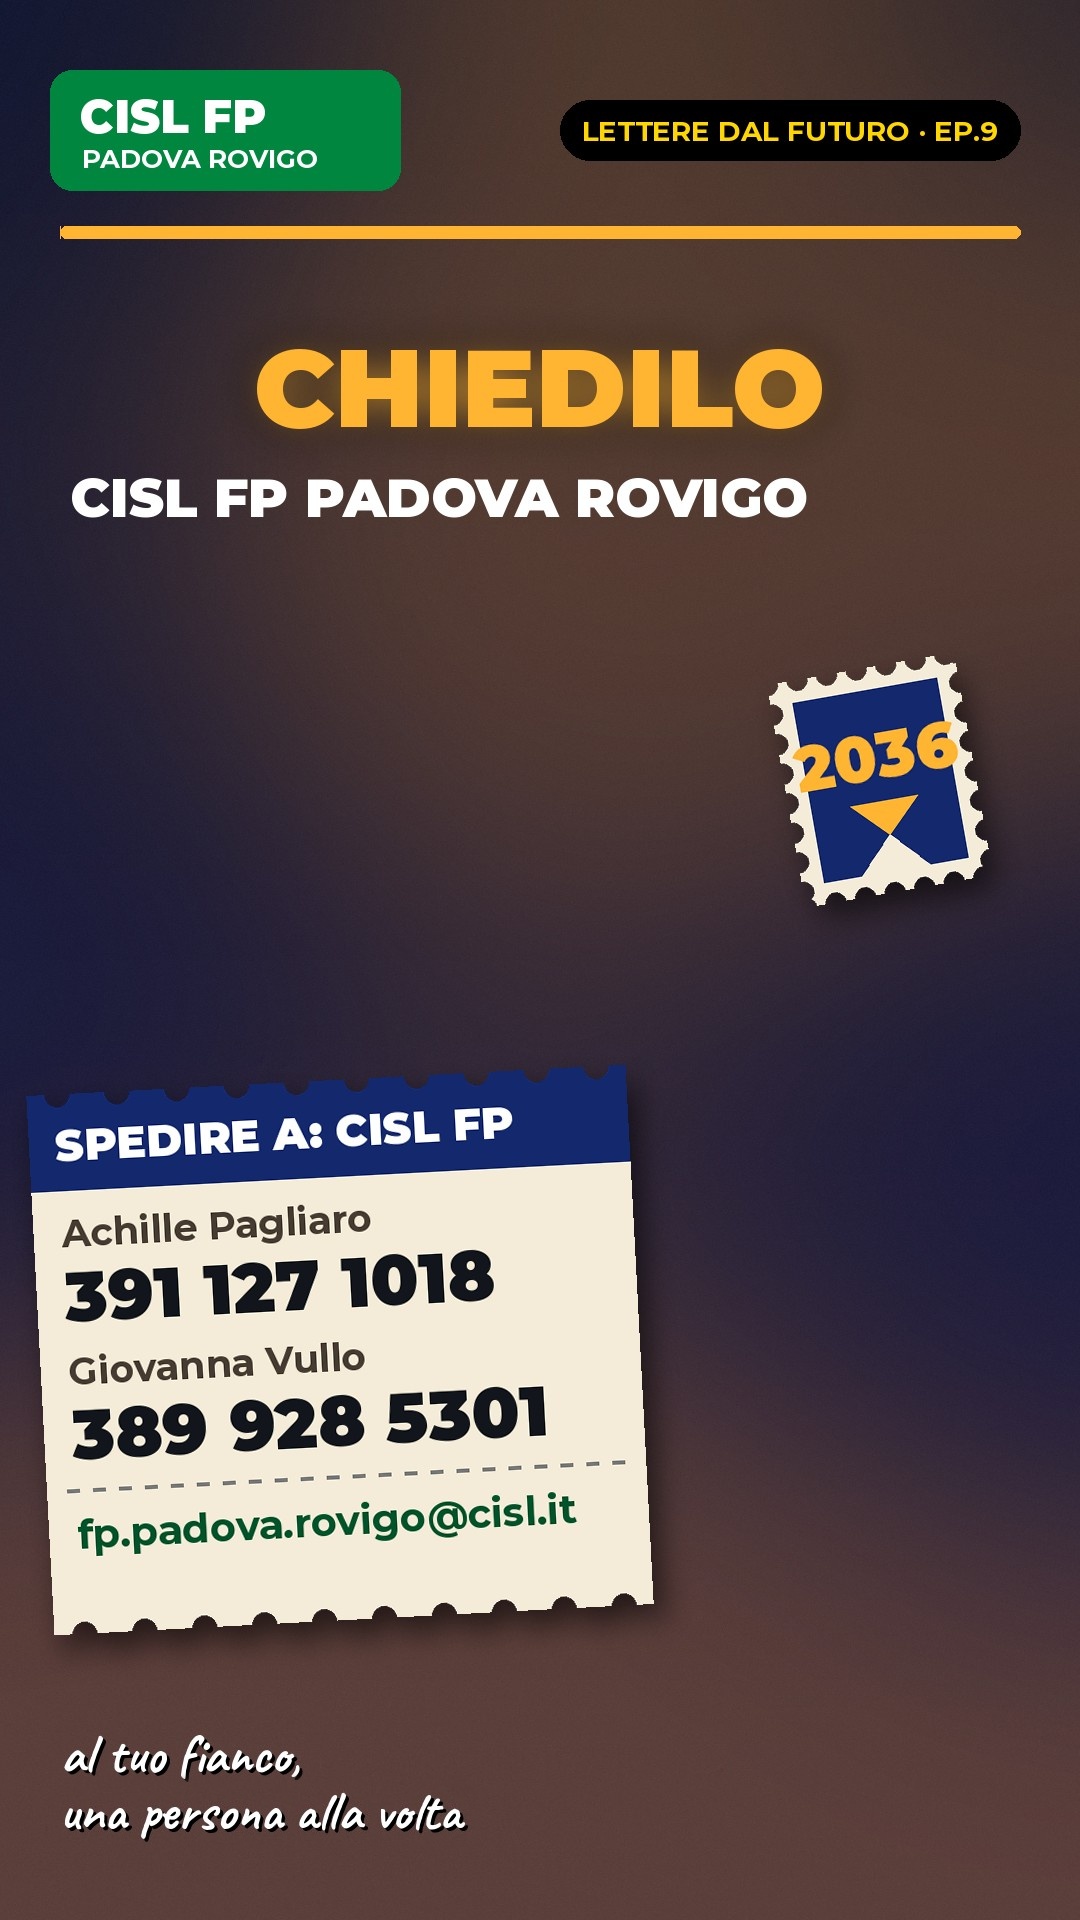 CISL FP
PADOVA ROVIGO
LETTERE DAL FUTURO · EP.9
CHIEDILO
CISL FP PADOVA ROVIGO
2036
SPEDIRE A: CISL FP
Achille Pagliaro
391 127 1018
Giovanna Vullo
389 928 5301
fp.padova.rovigo@cisl.it
al tuo fianco,
una persona alla volta